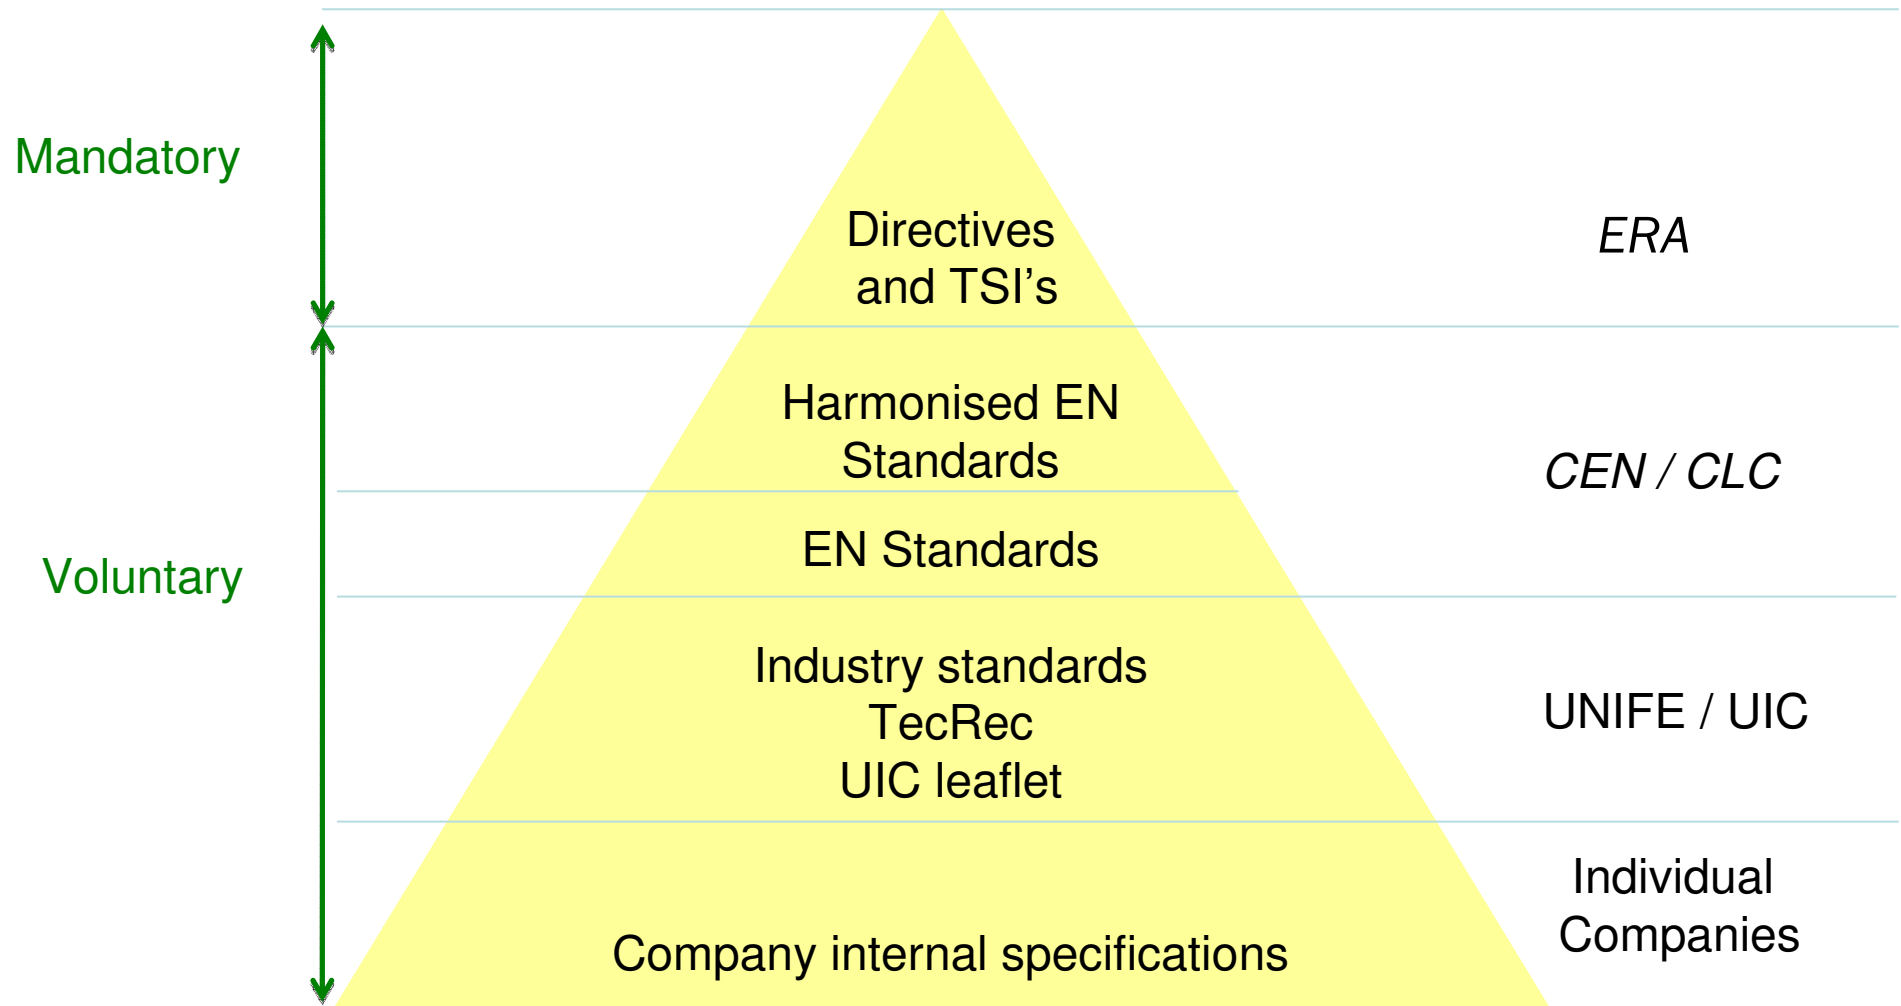 Mandatory
Directives
and TSI's
ERA
Harmonised EN
Standards
CEN / CLC
EN Standards
Voluntary
Industry standards
TecRec
UIC leaflet
UNIFE / UIC
Individual
Companies
Company internal specifications